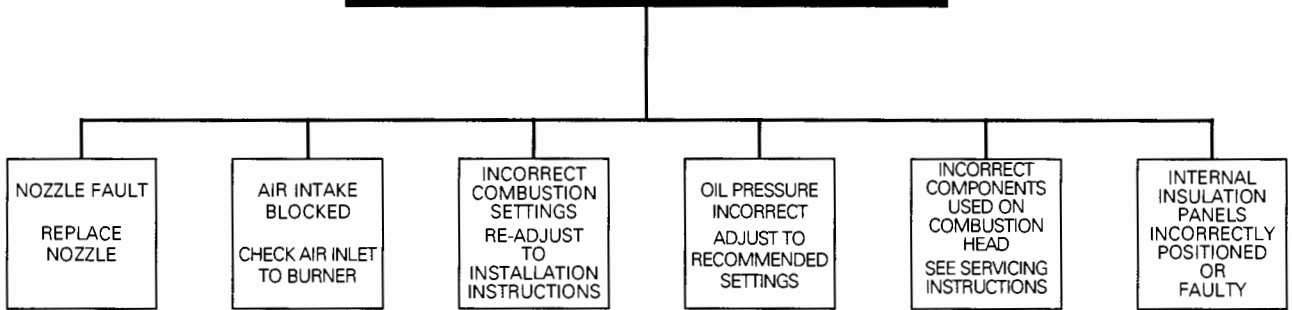 NOZZLE FAULT
REPLACE
NOZZLE
AIR INTAKE
BLOCKED
CHECK AIR INLET
TO BURNER
INCORRECT
COMBUSTION
SETTINGS
RE-ADJUST
TO
INSTALLATION
INSTRUCTIONS
OIL PRESSURE
INCORRECT
ADJUST TO
RECOMMENDED
SETTINGS
INCORRECT
COMPONENTS
USED ON
COMBUSTION
HEAD
SEE SERVICING
INSTRUCTIONS
INTERNAL
INSULATION
PANELS
INCORRECTLY
POSITIONED
OR
FAULTY